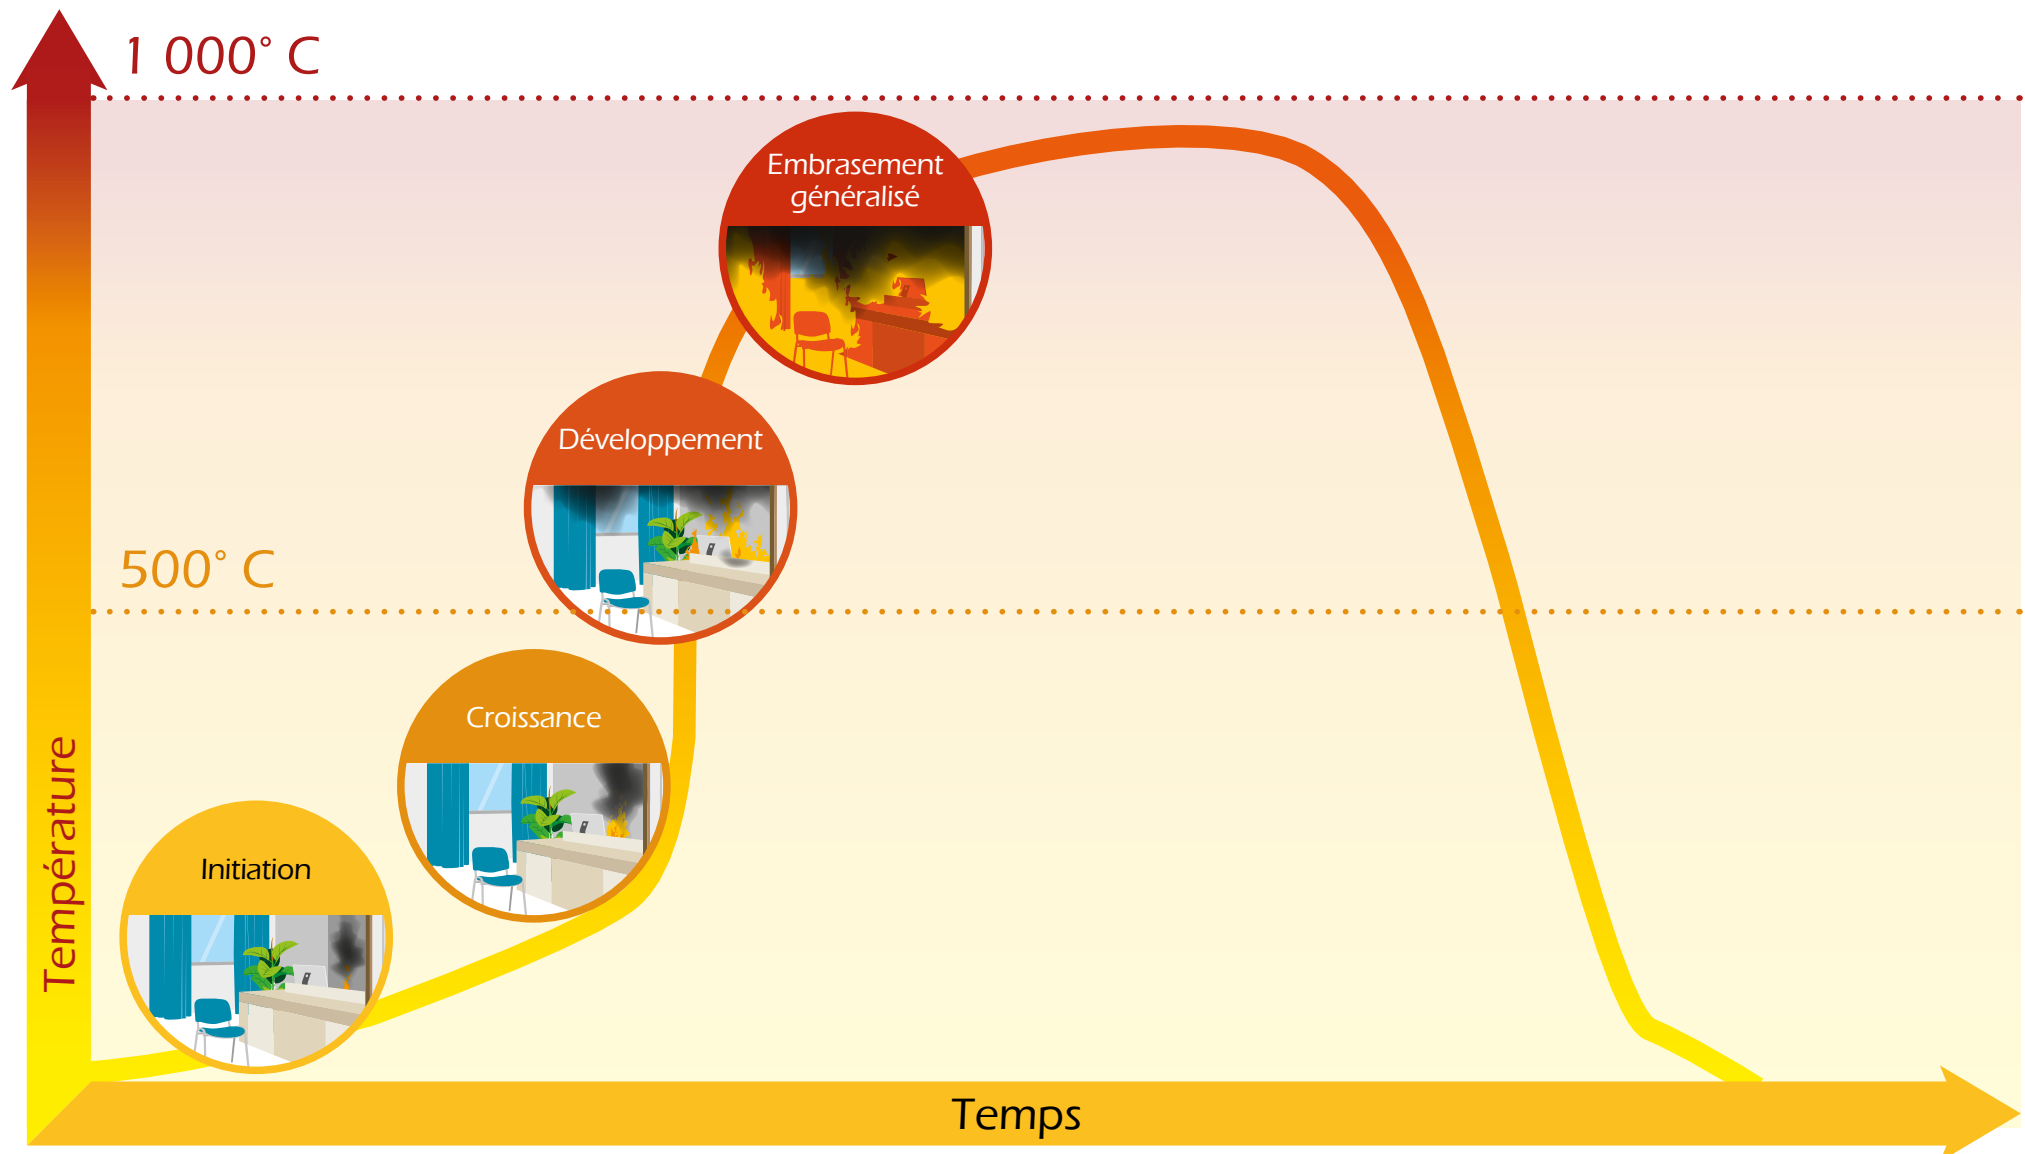 1 000° C
Embrasement
généralisé
Développement
500° C
Croissance
Initiation
Température
Temps